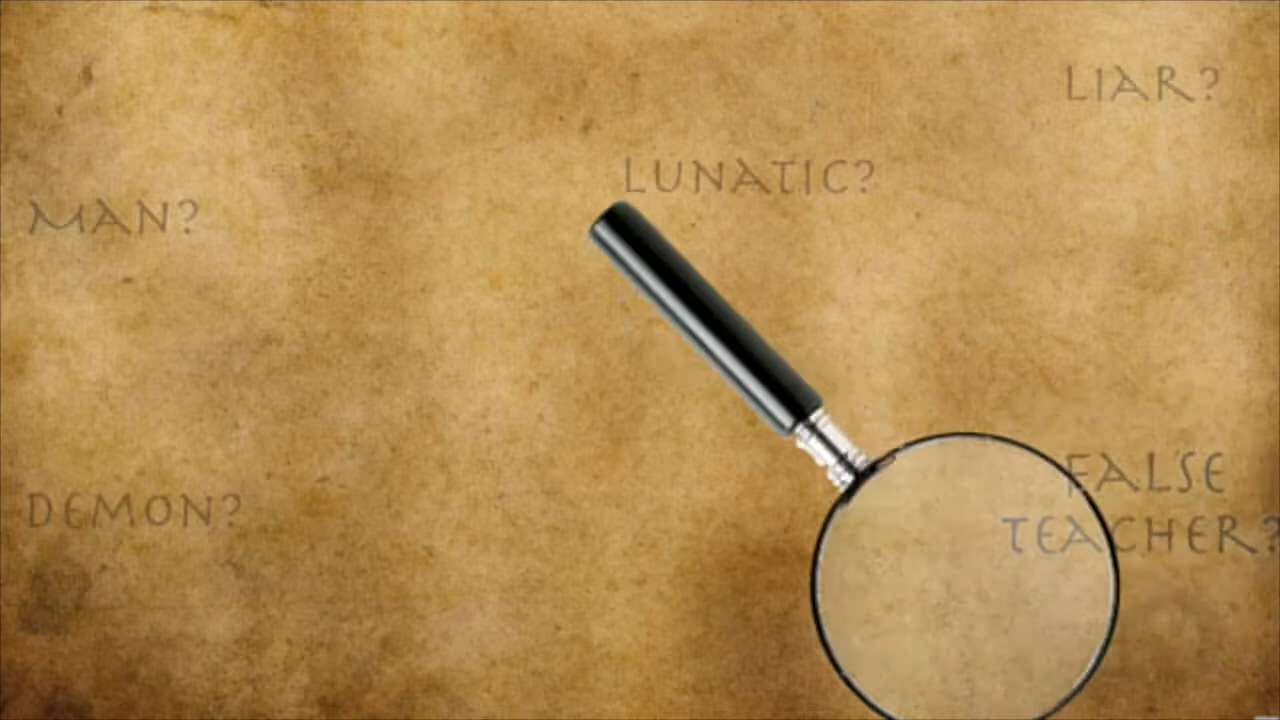 LIAR?
LUNATIC?
MAN?
FALSE
TEACHER?
DEMON?